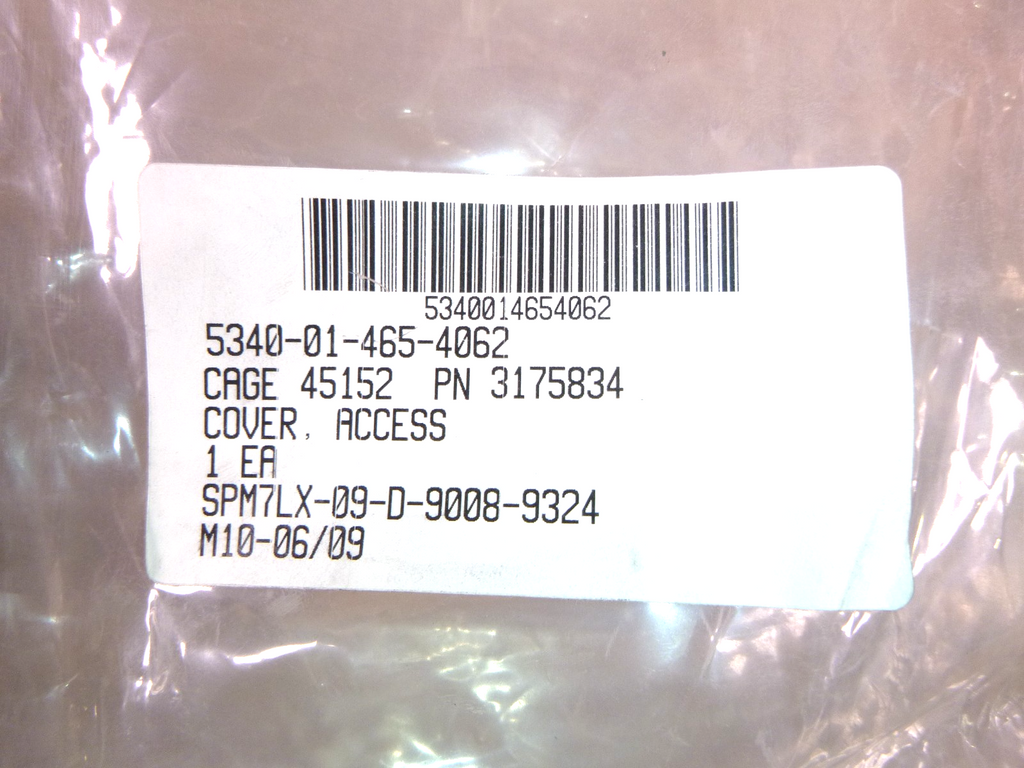 5340014654062
5340-01-465-4062
CAGE 45152 PN 3175834
COVER, ACCESS
1 EA
SPM7LX-09-D-9008-9324
M10-06/09